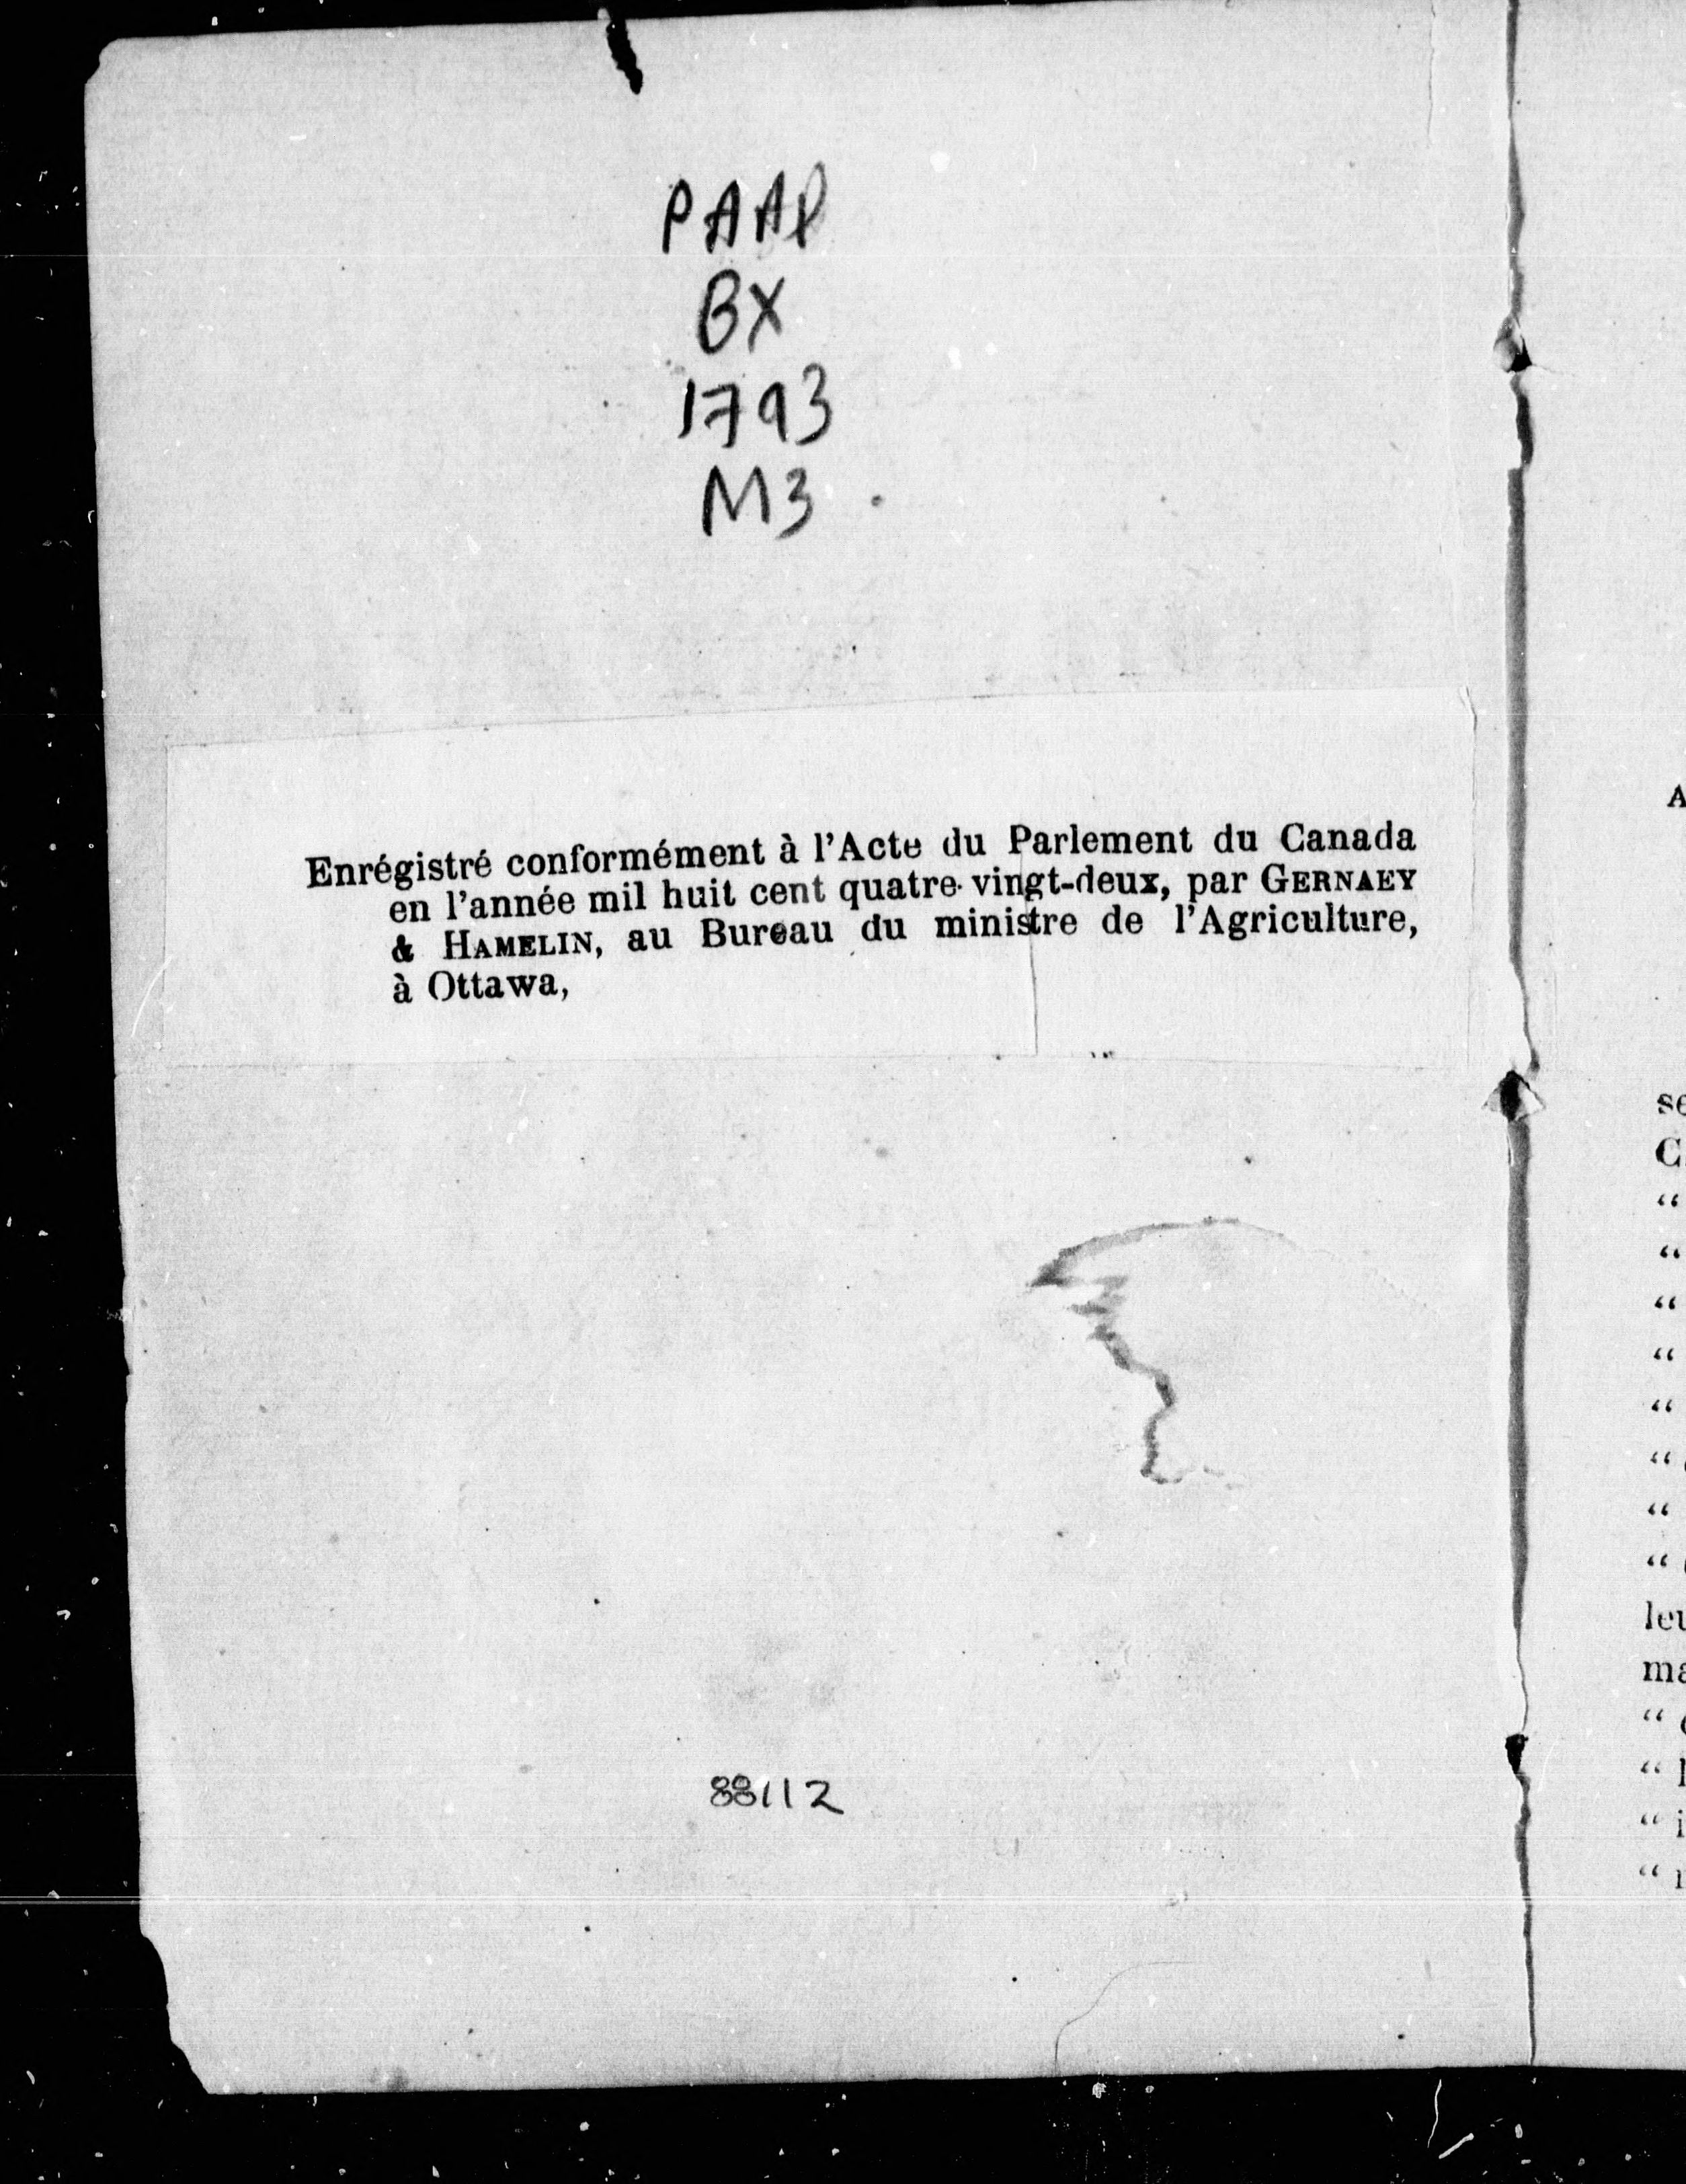 PAAP
BX
1793
M3
Enrégistré conformément à l'Acte du Parlement du Canada
en l'année mil huit cent quatre-vingt-deux, par GERNAEY
& HAMELIN, au Bureau du ministre de l'Agriculture,
à Ottawa,
88112